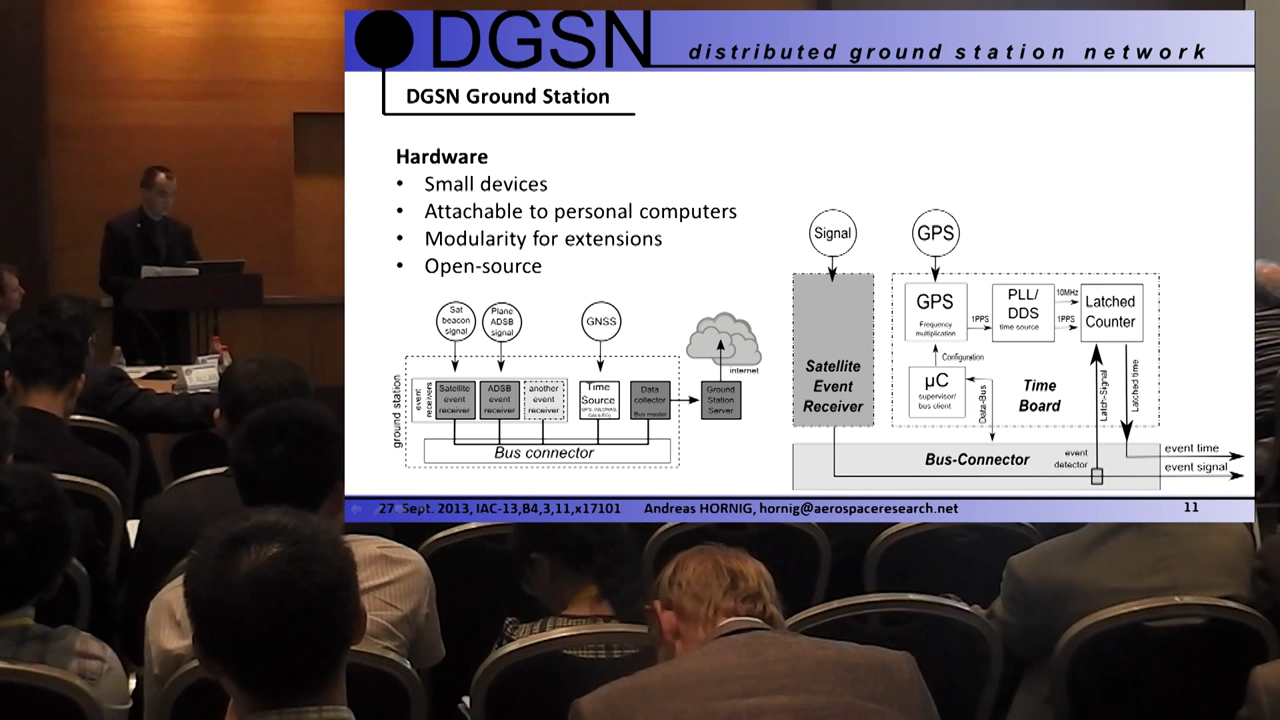 DGSN
distributed ground station network
DGSN Ground Station
Hardware
• Small devices
• Attachable to personal computers
• Modularity for extensions
• Open-source
Sat
beacon
signal
Plane
ADSB
signal
GNSS
internet
ground station
event
receivers
Satellite
event
receiver
ADSB
event
receiver
another
event
receiver
Time
Source
Data
collector
Bus master
Ground
Station
Server
Bus connector
Signal
GPS
Satellite
Event
Receiver
GPS
Frequency
multiplication
1PPS
PLL/
DDS
time source
10MHz
1PPS
Latched
Counter
Configuration
µC
supervisor/
bus client
Data-Bus
Time
Board
Latch-Signal
Latched time
Bus-Connector
event
detector
event time
event signal
27. Sept. 2013, IAC-13,B4,3,11,x17101 Andreas HORNIG, hornig@aerospaceresearch.net 11